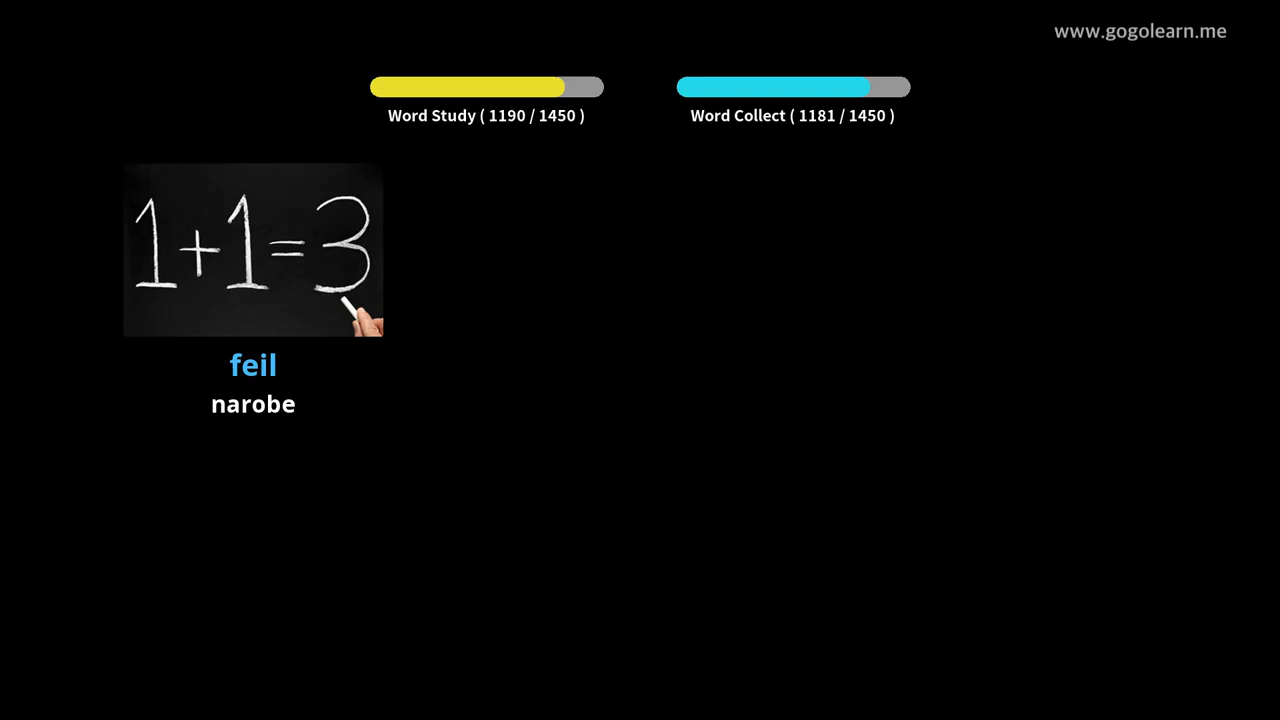 www.gogolearn.me
Word Study ( 1190 / 1450 )
Word Collect ( 1181 / 1450 )
1+1=3
feil
narobe